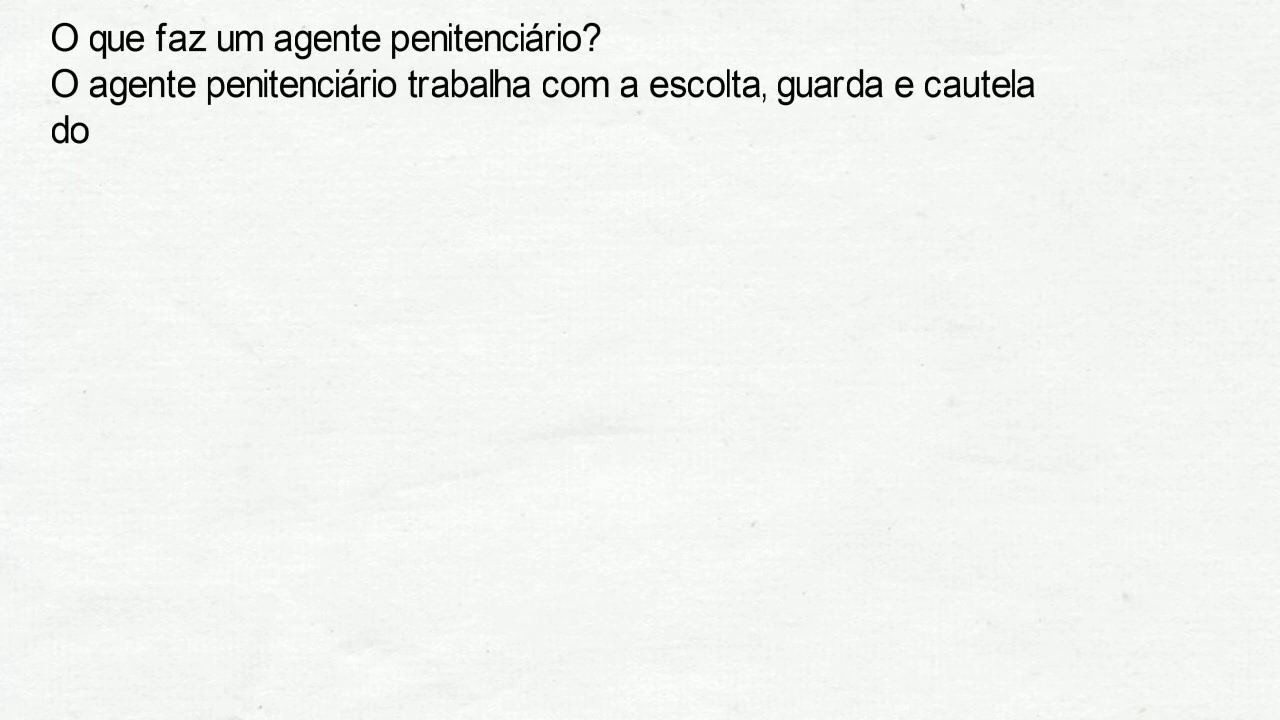 O que faz um agente penitenciário?
O agente penitenciário trabalha com a escolta, guarda e cautela
do